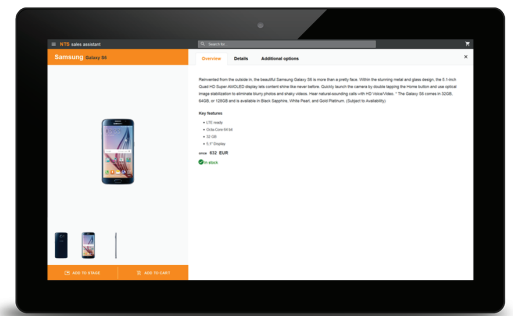 KTS sales assistant
Search for
Samsung Galaxy S6
Overview Details Additional options
Reinvented from the outside in, the beautiful Samsung Galaxy S6 is more than a pretty face. Within the stunning metal and glass design, the 5.1-inch
Quad HD Super AMOLED display lets content shine like never before. Quickly launch the camera by double tapping the Home button and use optical
image stabilization to eliminate blurry photos and shaky videos. Hear natural-sounding calls with HD Voice/Video. * The Galaxy S6 comes in 32GB,
64GB, or 128GB and is available in Black Sapphire, White Pearl, and Gold Platinum. (Subject to Availability)
Key features
LTE ready
Octa-Core 64 bit
32 GB
5.1" Display
632 EUR
In stock
ADD TO STAGE ADD TO CART